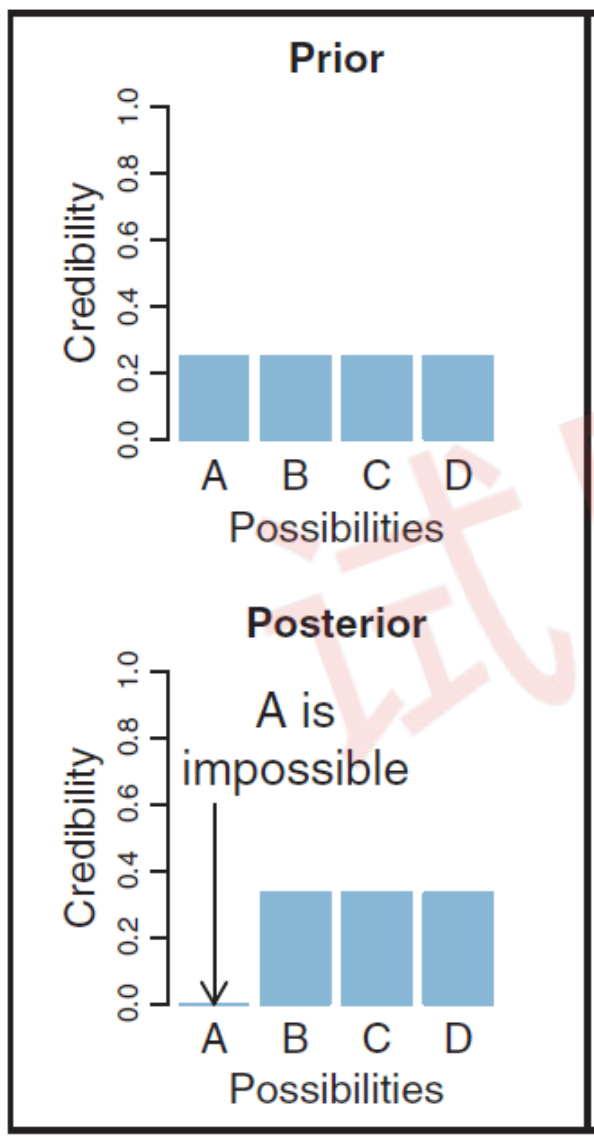 Prior
Credibility
1.0
0.8
0.6
0.4
0.2
0.0
A B C D
Possibilities
Posterior
Credibility
1.0
0.8
0.6
0.4
0.2
0.0
A is
impossible
A B C D
Possibilities
试